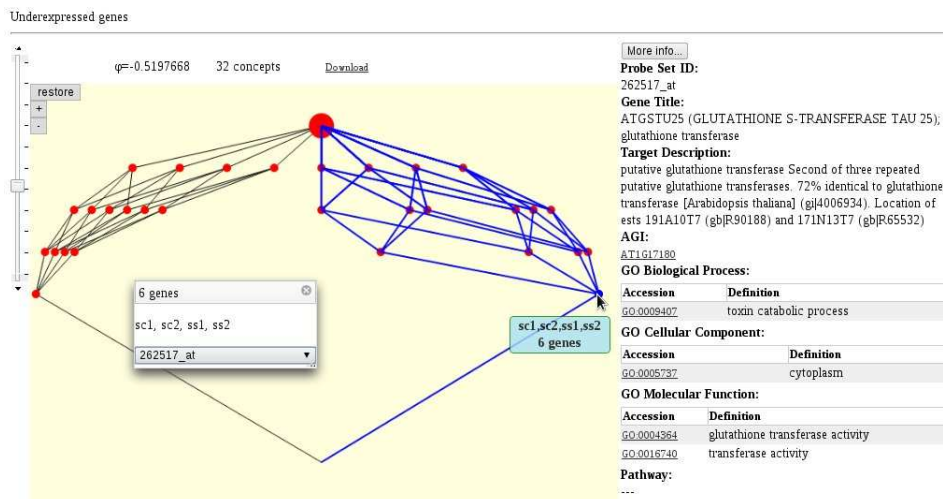 Underexpressed genes
φ=-0.5197668 32 concepts Download
restore
+
-
6 genes
sc1, sc2, ss1, ss2
262517_at
sc1,sc2,ss1,ss2
6 genes
More info...
Probe Set ID:
262517_at
Gene Title:
ATGSTU25 (GLUTATHIONE S-TRANSFERASE TAU 25);
glutathione transferase
Target Description:
putative glutathione transferase Second of three repeated
putative glutathione transferases. 72% identical to glutathione
transferase [Arabidopsis thaliana] (gi|4006934). Location of
ests 191A10T7 (gb|R90188) and 171N13T7 (gb|R65532)
AGI:
AT1G17180
GO Biological Process:
Accession Definition
GO:0009407 toxin catabolic process
GO Cellular Component:
Accession Definition
GO:0005737 cytoplasm
GO Molecular Function:
Accession Definition
GO:0004364 glutathione transferase activity
GO:0016740 transferase activity
Pathway:
---